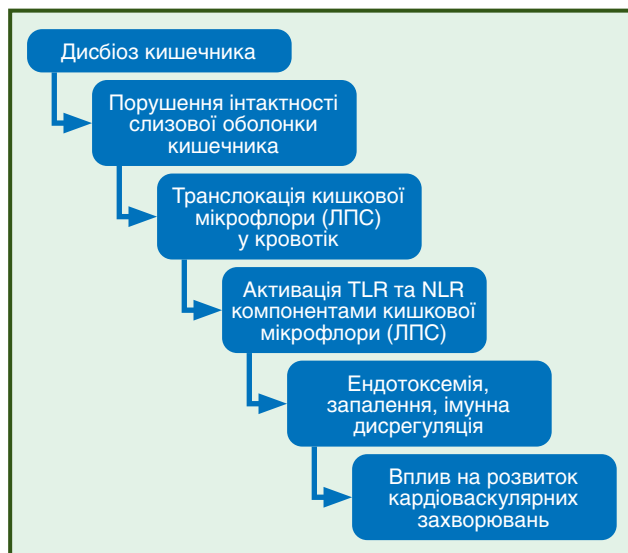 Дисбіоз кишечника
Порушення інтактності
слизової оболонки
кишечника
Транслокація кишкової
мікрофлори (ЛПС)
у кровотік
Активація TLR та NLR
компонентами кишкової
мікрофлори (ЛПС)
Ендотоксемія,
запалення, імунна
дисрегуляція
Вплив на розвиток
кардіоваскулярних
захворювань